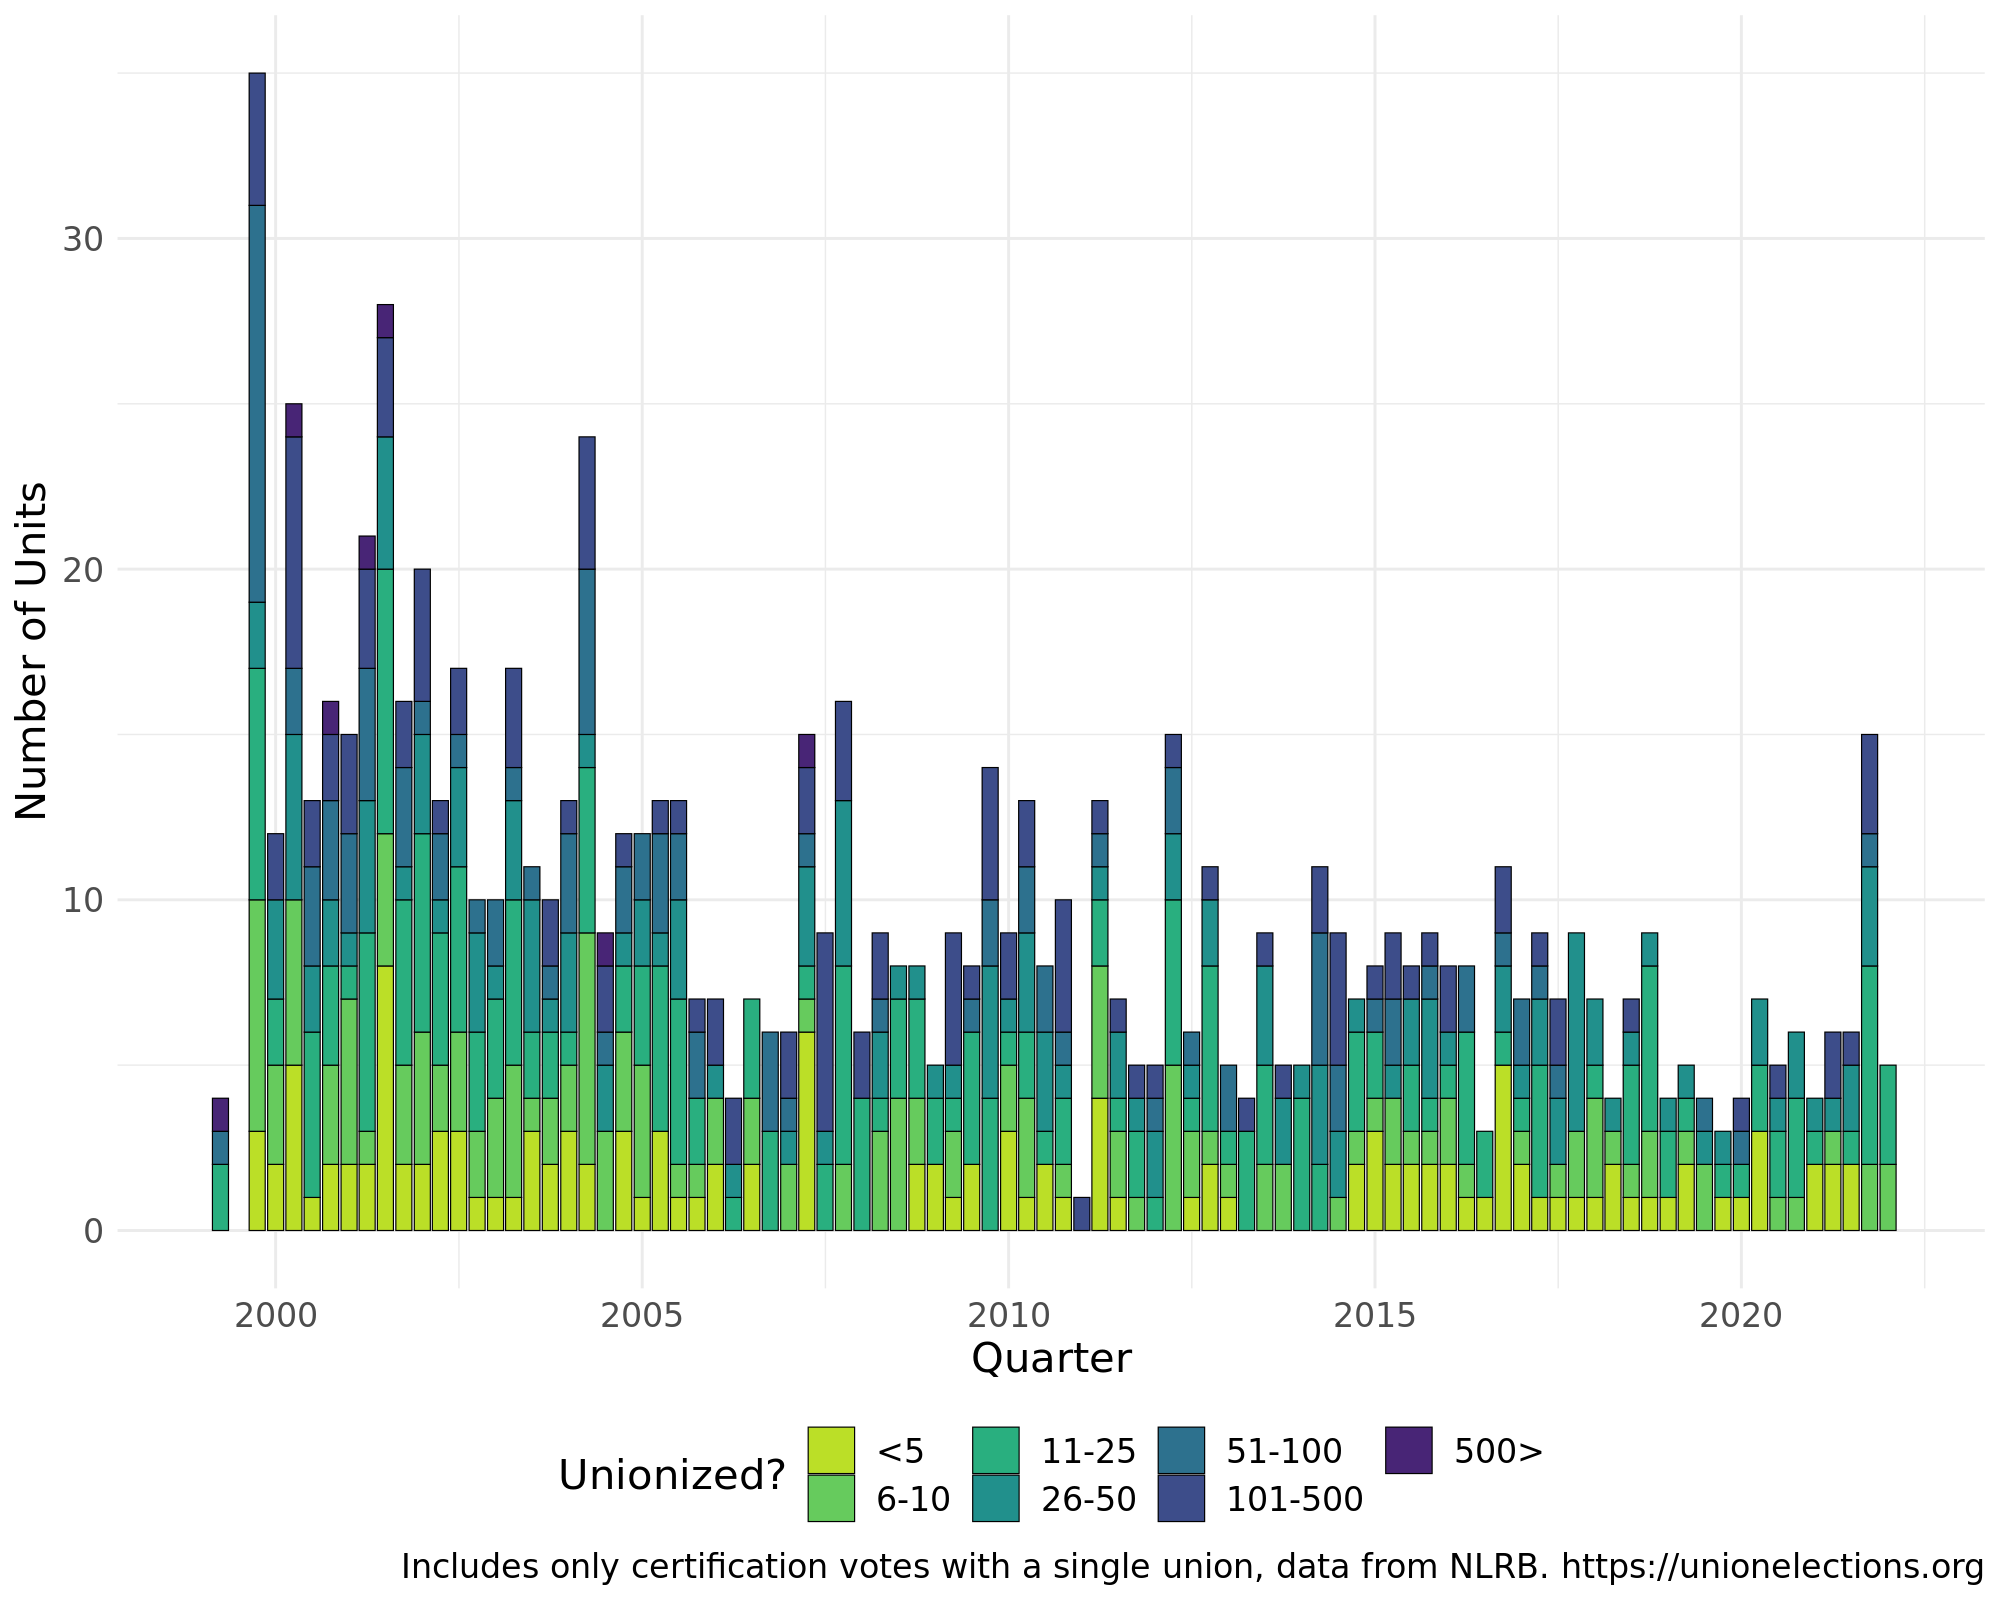 30
20
10
0
Number of Units
2000 2005 2010 2015 2020
Quarter
Unionized?
<5 11-25 51-100 500>
6-10 26-50 101-500
Includes only certification votes with a single union, data from NLRB. https://unionelections.org